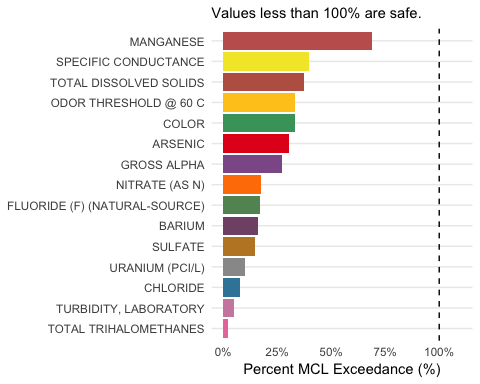 Values less than 100% are safe.
MANGANESE
SPECIFIC CONDUCTANCE
TOTAL DISSOLVED SOLIDS
ODOR THRESHOLD @ 60 C
COLOR
ARSENIC
GROSS ALPHA
NITRATE (AS N)
FLUORIDE (F) (NATURAL-SOURCE)
BARIUM
SULFATE
URANIUM (PCI/L)
CHLORIDE
TURBIDITY, LABORATORY
TOTAL TRIHALOMETHANES
0% 25% 50% 75% 100%
Percent MCL Exceedance (%)